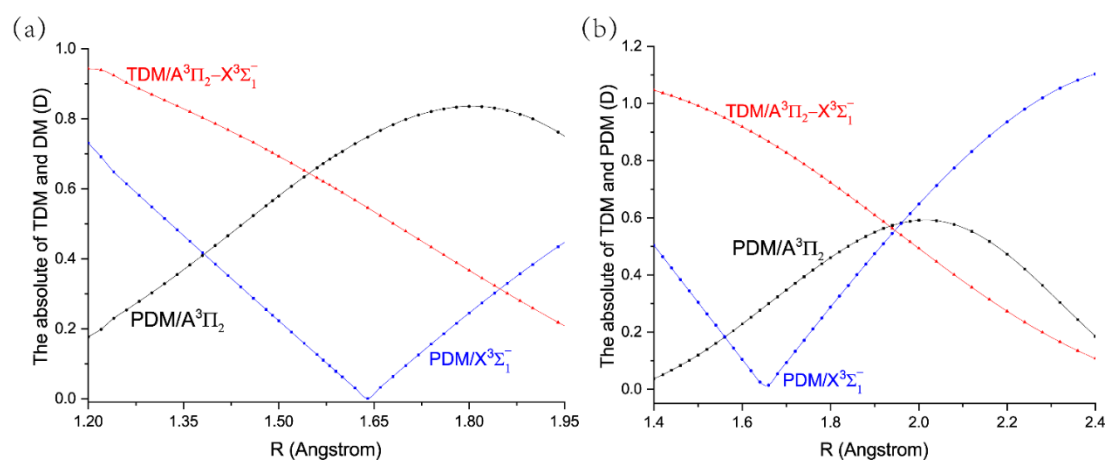 (a)
The absolute of TDM and DM (D)
1.0
0.8
0.6
0.4
0.2
0.0
TDM/A³Π₂–X³Σ₁⁻
PDM/A³Π₂
PDM/X³Σ₁⁻
1.20 1.35 1.50 1.65 1.80 1.95
R (Angstrom)
(b)
The absolute of TDM and PDM (D)
1.2
1.0
0.8
0.6
0.4
0.2
0.0
TDM/A³Π₂–X³Σ₁⁻
PDM/A³Π₂
PDM/X³Σ₁⁻
1.4 1.6 1.8 2.0 2.2 2.4
R (Angstrom)